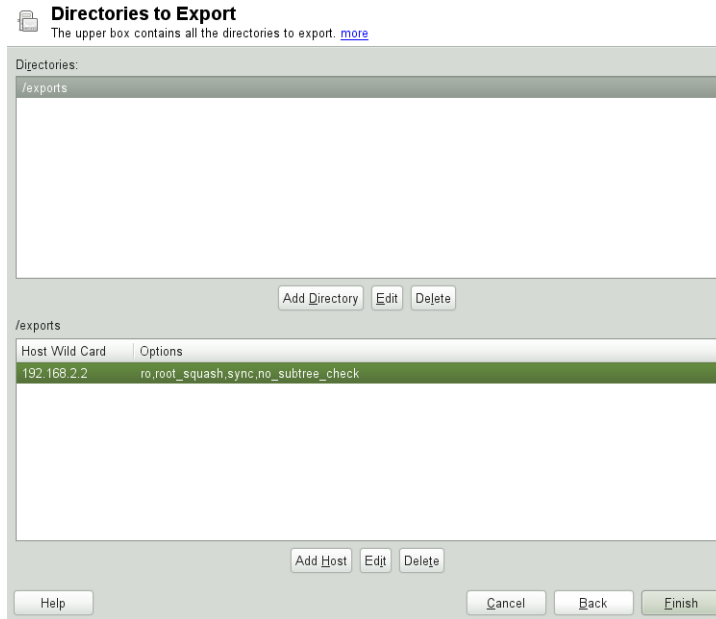 Directories to Export
The upper box contains all the directories to export. more
Directories:
/exports
Add Directory Edit Delete
/exports
Host Wild Card Options
192.168.2.2 ro,root_squash,sync,no_subtree_check
Add Host Edit Delete
Help Cancel Back Finish